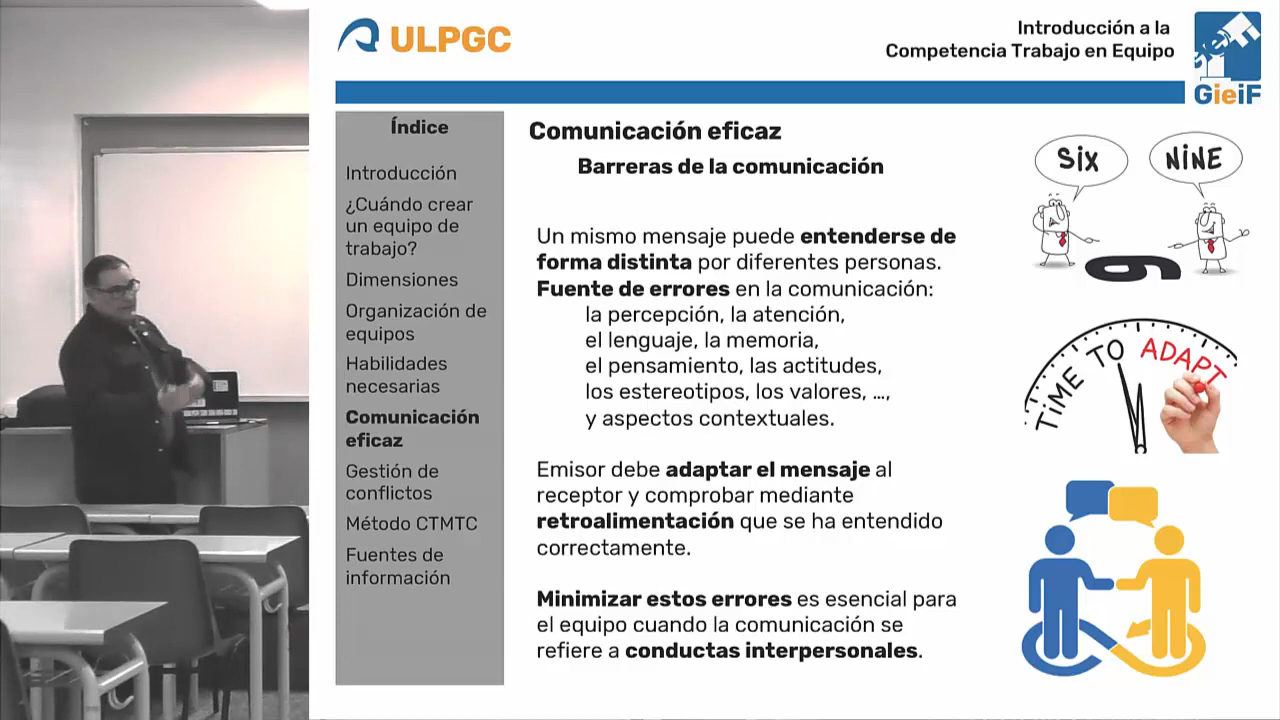 ULPGC
Introducción a la
Competencia Trabajo en Equipo
GieiF
Índice
Introducción
¿Cuándo crear
un equipo de
trabajo?
Dimensiones
Organización de
equipos
Habilidades
necesarias
Comunicación
eficaz
Gestión de
conflictos
Método CTMTC
Fuentes de
información
Comunicación eficaz
Barreras de la comunicación
Un mismo mensaje puede entenderse de
forma distinta por diferentes personas.
Fuente de errores en la comunicación:
la percepción, la atención,
el lenguaje, la memoria,
el pensamiento, las actitudes,
los estereotipos, los valores, ...,
y aspectos contextuales.
Emisor debe adaptar el mensaje al
receptor y comprobar mediante
retroalimentación que se ha entendido
correctamente.
Minimizar estos errores es esencial para
el equipo cuando la comunicación se
refiere a conductas interpersonales.
SiX
NiNE
6
TiME TO ADAPT